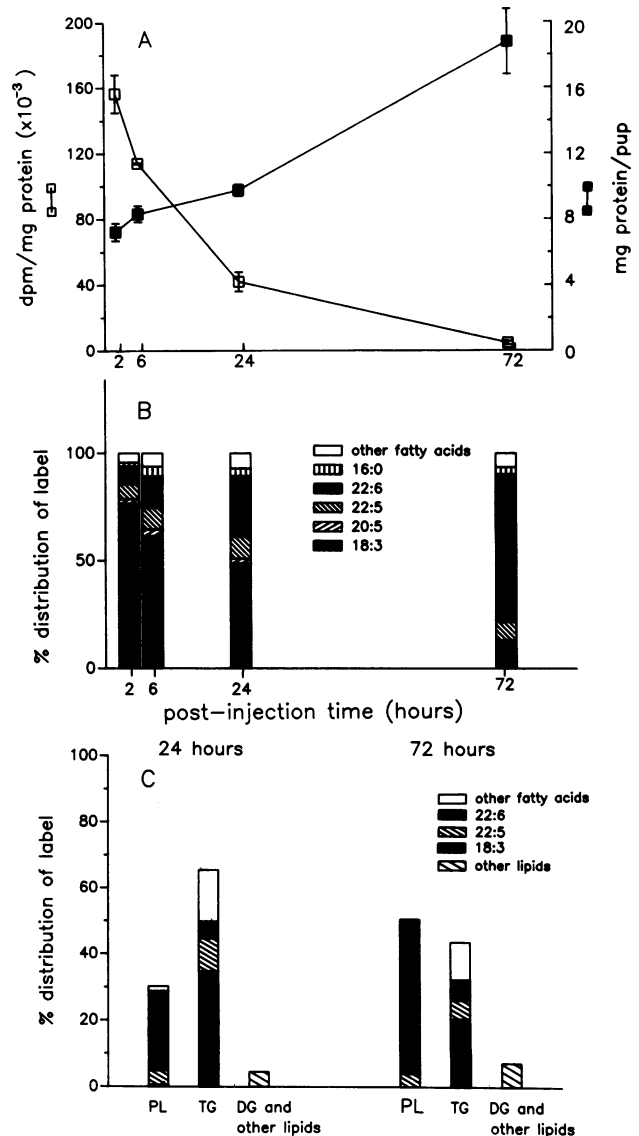 A
200
160
120
80
40
0
dpm/mg protein (x10⁻³)
20
16
12
8
4
0
mg protein/pup
2 6 24 72
B
100
50
0
% distribution of label
other fatty acids
16:0
22:6
22:5
20:5
18:3
2 6 24 72
post-injection time (hours)
24 hours 72 hours
C
100
80
60
40
20
0
% distribution of label
other fatty acids
22:6
22:5
18:3
other lipids
PL TG DG and other lipids
PL TG DG and other lipids